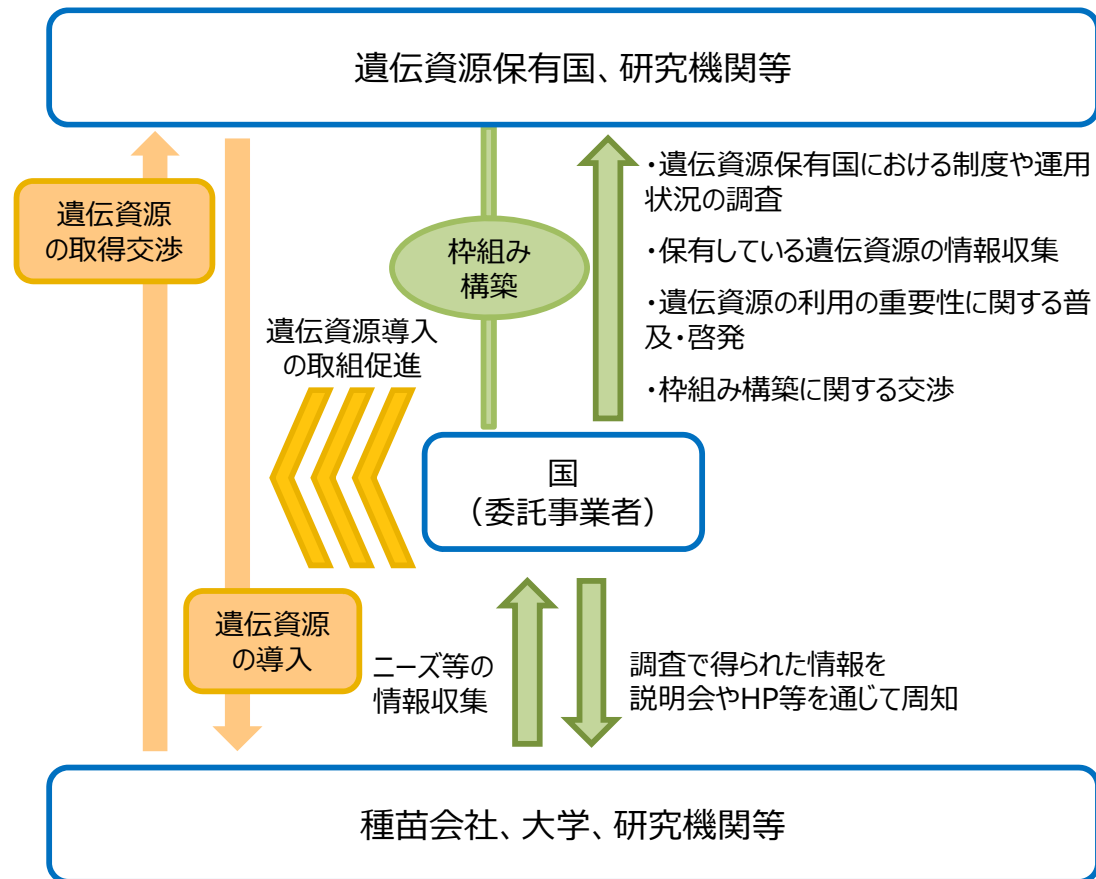 遺伝資源保有国、研究機関等
遺伝資源
の取得交渉
枠組み
構築
・遺伝資源保有国における制度や運用
状況の調査
・保有している遺伝資源の情報収集
・遺伝資源の利用の重要性に関する普
及・啓発
・枠組み構築に関する交渉
遺伝資源導入
の取組促進
国
（委託事業者）
遺伝資源
の導入
ニーズ等の
情報収集
調査で得られた情報を
説明会やHP等を通じて周知
種苗会社、大学、研究機関等